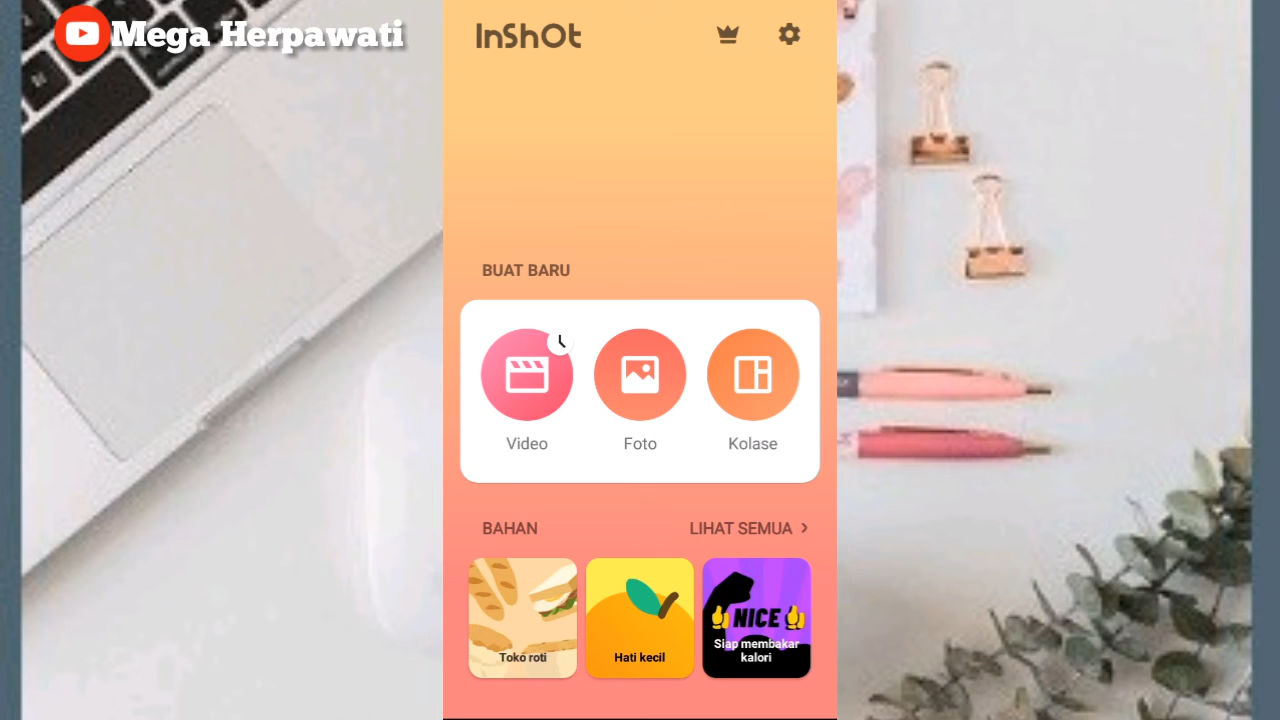 Mega Herpawati
InShOt
BUAT BARU
Video
Foto
Kolase
BAHAN
LIHAT SEMUA
Toko roti
Hati kecil
NICE
Siap membakar
kalori